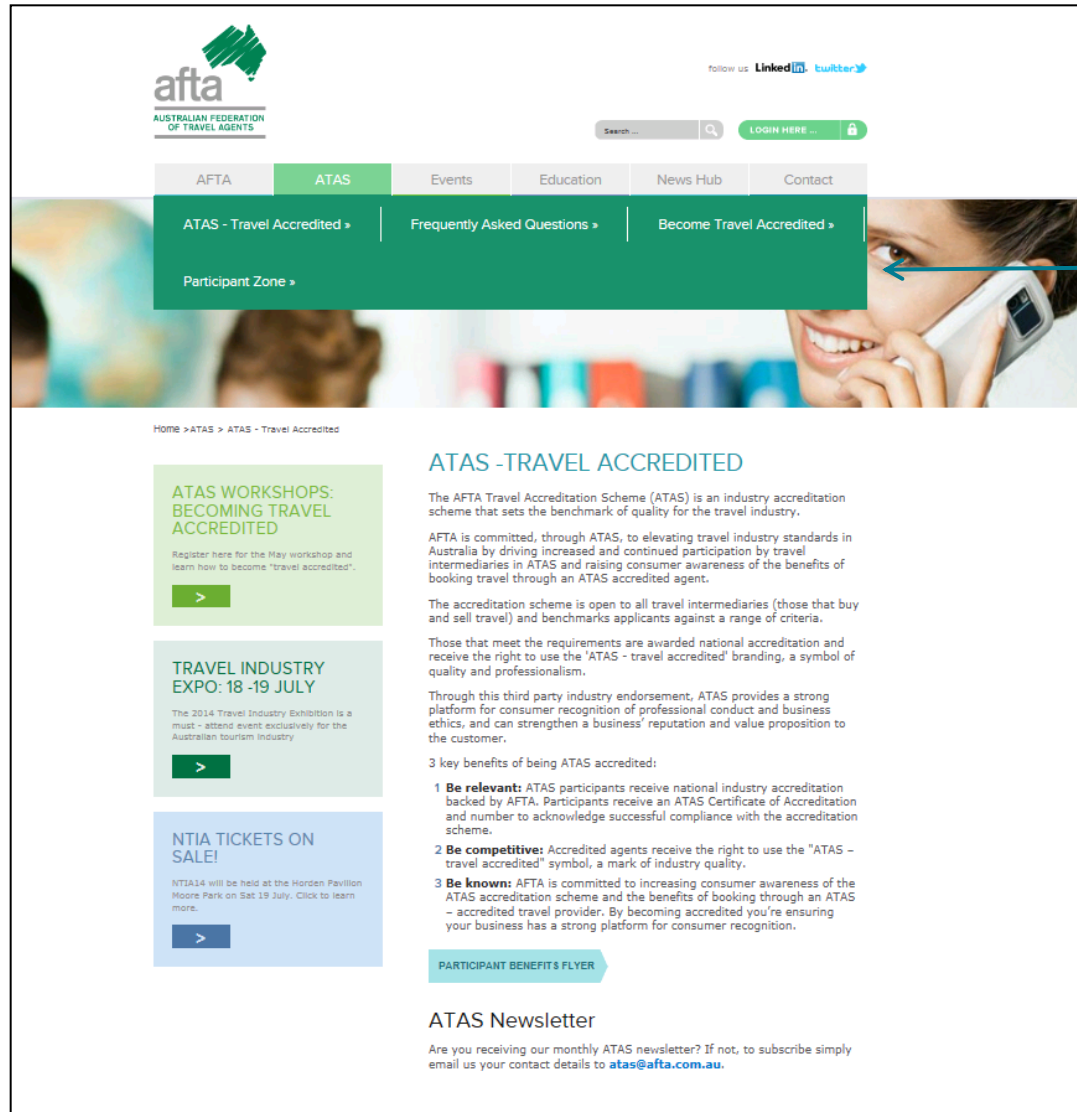 afta
AUSTRALIAN FEDERATION
OF TRAVEL AGENTS
follow us LinkedIn. twitter
Search ...
LOGIN HERE ...
AFTA ATAS Events Education News Hub Contact
ATAS - Travel Accredited » Frequently Asked Questions » Become Travel Accredited »
Participant Zone »
Home >ATAS > ATAS - Travel Accredited
ATAS WORKSHOPS:
BECOMING TRAVEL
ACCREDITED
Register here for the May workshop and
learn how to become "travel accredited".
>
TRAVEL INDUSTRY
EXPO: 18 -19 JULY
The 2014 Travel Industry Exhibition is a
must - attend event exclusively for the
Australian tourism industry
>
NTIA TICKETS ON
SALE!
NTIA14 will be held at the Horden Pavilion
Moore Park on Sat 19 July. Click to learn
more.
>
ATAS -TRAVEL ACCREDITED
The AFTA Travel Accreditation Scheme (ATAS) is an industry accreditation
scheme that sets the benchmark of quality for the travel industry.
AFTA is committed, through ATAS, to elevating travel industry standards in
Australia by driving increased and continued participation by travel
intermediaries in ATAS and raising consumer awareness of the benefits of
booking travel through an ATAS accredited agent.
The accreditation scheme is open to all travel intermediaries (those that buy
and sell travel) and benchmarks applicants against a range of criteria.
Those that meet the requirements are awarded national accreditation and
receive the right to use the 'ATAS - travel accredited' branding, a symbol of
quality and professionalism.
Through this third party industry endorsement, ATAS provides a strong
platform for consumer recognition of professional conduct and business
ethics, and can strengthen a business' reputation and value proposition to
the customer.
3 key benefits of being ATAS accredited:
1 Be relevant: ATAS participants receive national industry accreditation
backed by AFTA. Participants receive an ATAS Certificate of Accreditation
and number to acknowledge successful compliance with the accreditation
scheme.
2 Be competitive: Accredited agents receive the right to use the "ATAS –
travel accredited" symbol, a mark of industry quality.
3 Be known: AFTA is committed to increasing consumer awareness of the
ATAS accreditation scheme and the benefits of booking through an ATAS
– accredited travel provider. By becoming accredited you're ensuring
your business has a strong platform for consumer recognition.
PARTICIPANT BENEFITS FLYER
ATAS Newsletter
Are you receiving our monthly ATAS newsletter? If not, to subscribe simply
email us your contact details to atas@afta.com.au.